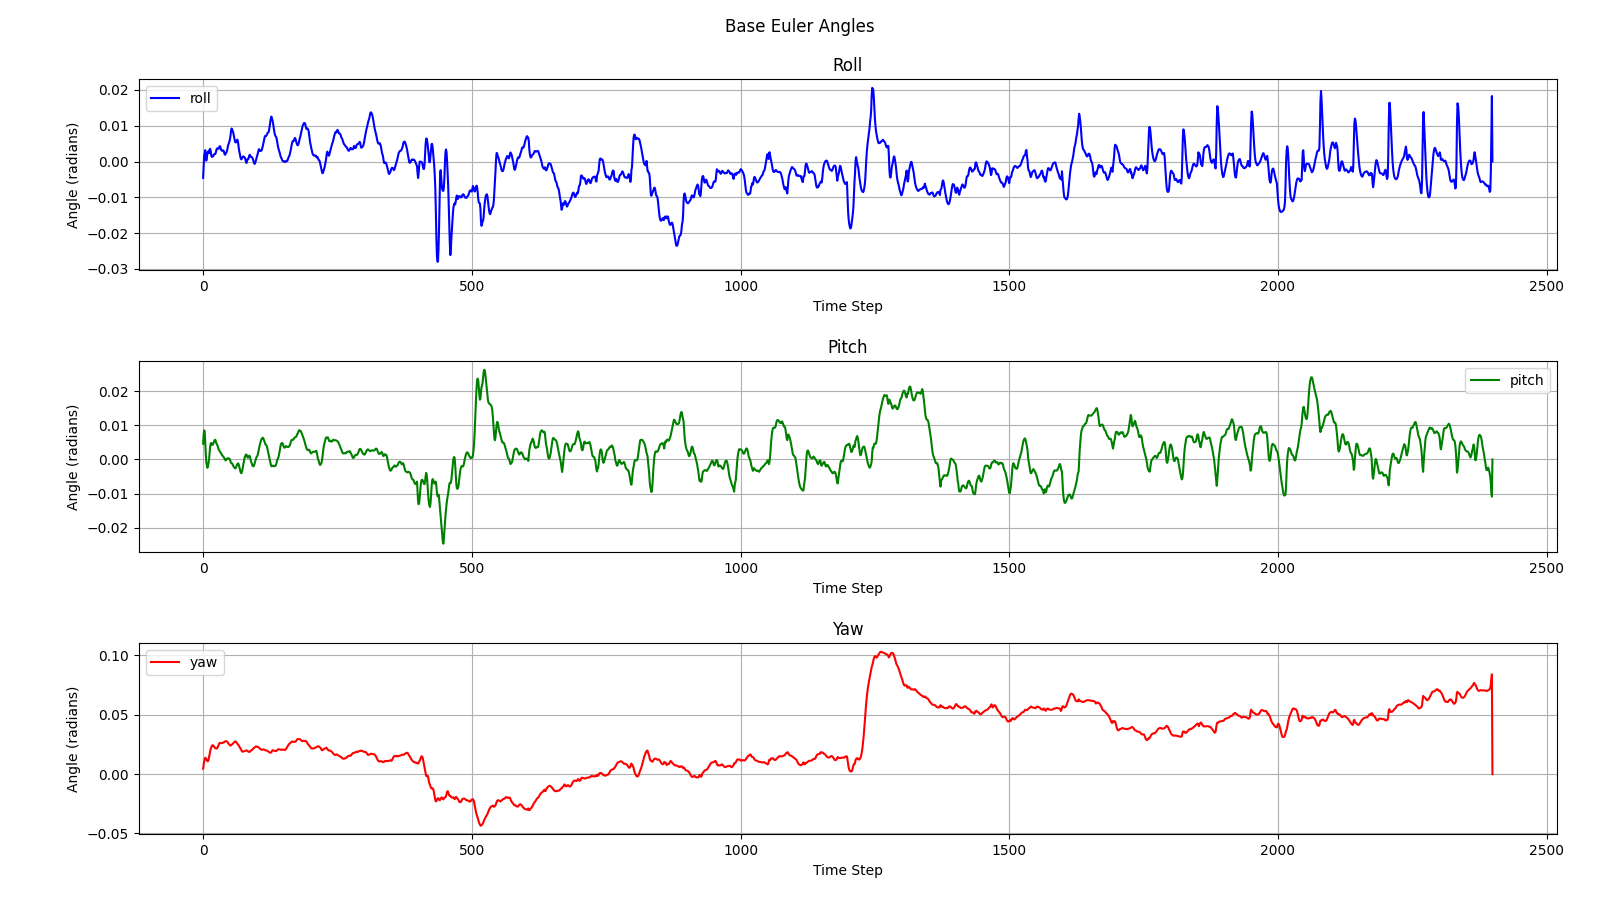 Base Euler Angles
Roll
0.02
0.01
0.00
−0.01
−0.02
−0.03
Angle (radians)
roll
0 500 1000 1500 2000 2500
Time Step
Pitch
0.02
0.01
0.00
−0.01
−0.02
Angle (radians)
pitch
0 500 1000 1500 2000 2500
Time Step
Yaw
0.10
0.05
0.00
−0.05
Angle (radians)
yaw
0 500 1000 1500 2000 2500
Time Step